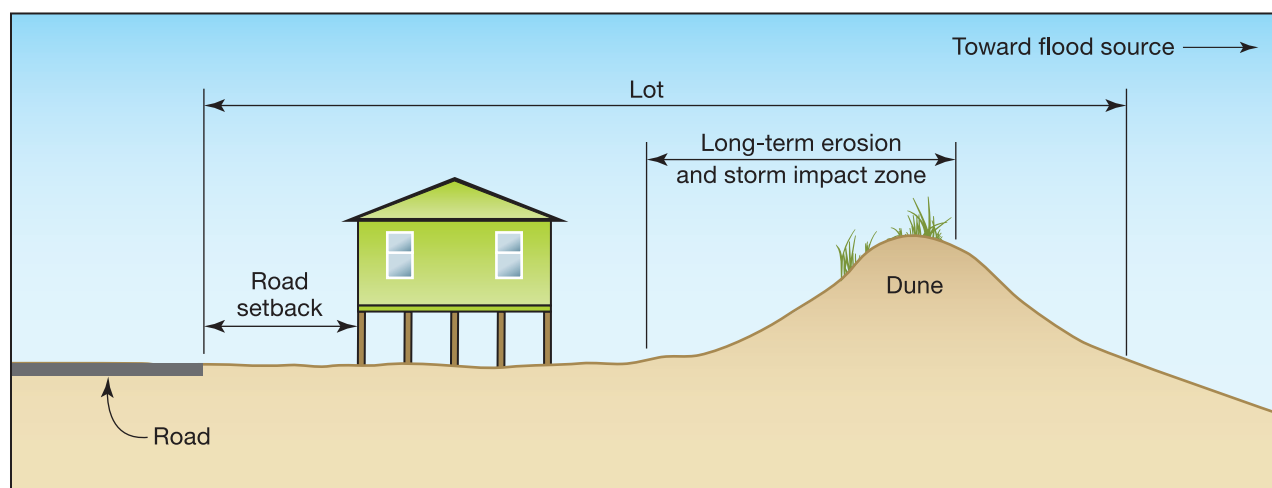 Toward flood source
Lot
Long-term erosion
and storm impact zone
Road
setback
Dune
Road